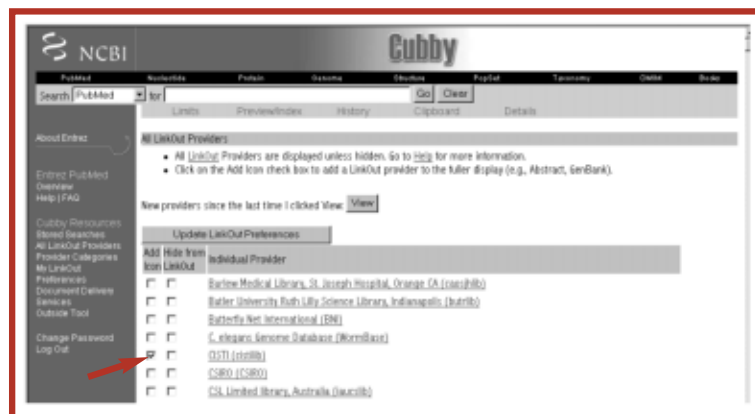 NCBI
Cubby
PubMed Nucleotide Protein Genome Structure PopSet Taxonomy OMIM Books
Search PubMed for Go Clear
Limits Preview/Index History Clipboard Details
About Entrez
All LinkOut Providers
All LinkOut Providers are displayed unless hidden. Go to Help for more information.
Click on the Add Icon check box to add a LinkOut provider to the fuller display (e.g., Abstract, GenBank).
Entrez PubMed
Overview
Help | FAQ
New providers since the last time I clicked View: View
Cubby Resources
Stored Searches
All LinkOut Providers
Provider Categories
My LinkOut
Preferences
Document Delivere
Services
Outside Tool
Change Password
Log Out
Update LinkOut Preferences
Add Icon
Hide from LinkOut
Individual Provider
Barlow Medical Library, St. Joseph Hospital, Orange CA
Butler University Ruth Lilly Science Library, Indianapolis (butrlib)
Butterfly Net International (BNI)
C. elegans Genome Database (WormBase)
CISTI (cistilib)
CSIRO (CSIRO)
CSL Limited library, Australia